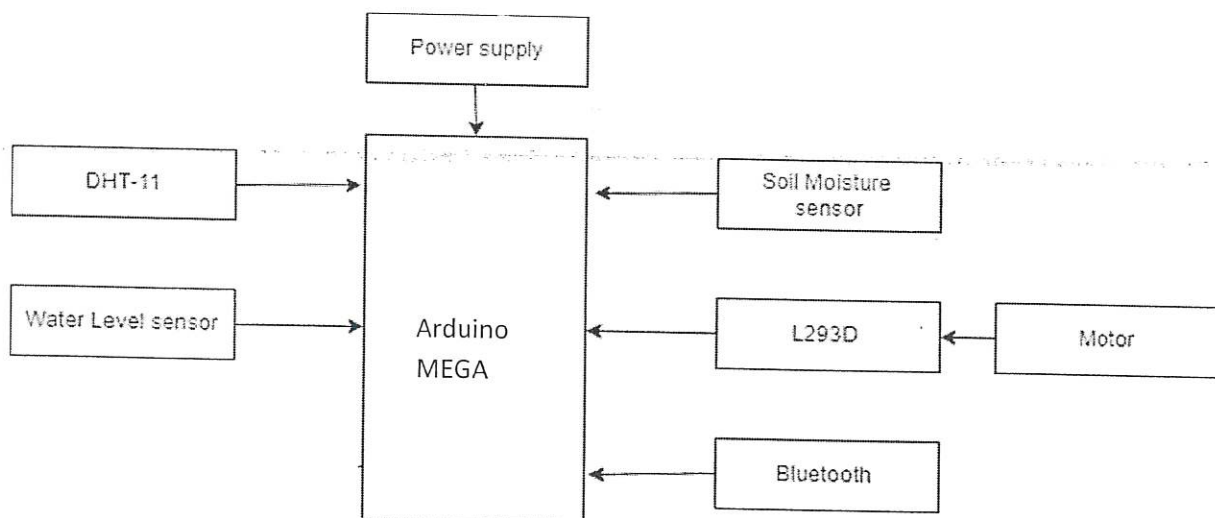 Power supply
DHT-11
Soil Moisture
sensor
Water Level sensor
Arduino
MEGA
L293D
Motor
Bluetooth